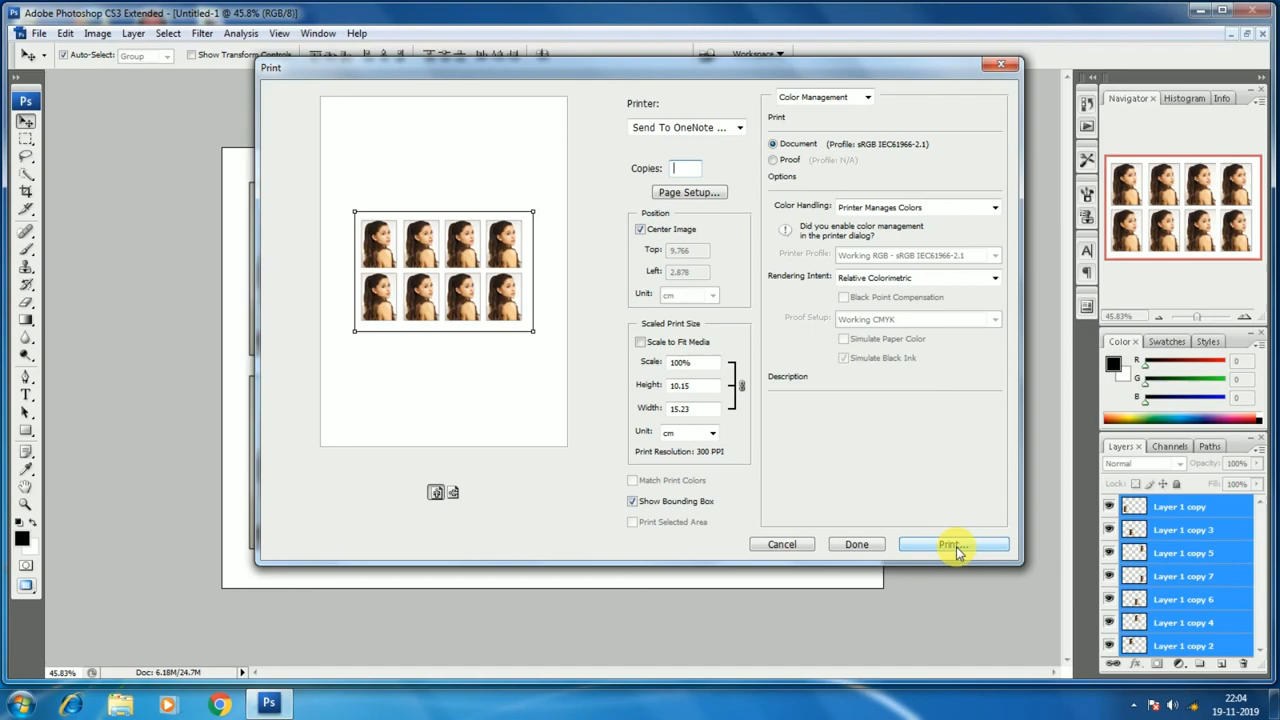 Adobe Photoshop CS3 Extended - [Untitled-1 @ 45.8% (RGB/8)]
File Edit Image Layer Select Filter Analysis View Window Help
Auto-Select: Group Show Transform Controls Workspace
Print
Printer:
Send To OneNote ...
Copies:
Page Setup...
Position
Center Image
Top: 9.766
Left: 2.878
Unit: cm
Scaled Print Size
Scale to Fit Media
Scale: 100%
Height: 10.15
Width: 15.23
Unit: cm
Print Resolution: 300 PPI
Match Print Colors
Show Bounding Box
Print Selected Area
Color Management
Print
Document (Profile: sRGB IEC61966-2.1)
Proof (Profile: N/A)
Options
Color Handling: Printer Manages Colors
Did you enable color management
in the printer dialog?
Printer Profile: Working RGB - sRGB IEC61966-2.1
Rendering Intent: Relative Colorimetric
Black Point Compensation
Proof Setup: Working CMYK
Simulate Paper Color
Simulate Black Ink
Description
Cancel Done Print...
Navigator Histogram Info
45.83%
Color Swatches Styles
R 0
G 0
B 0
Layers Channels Paths
Normal Opacity: 100%
Lock: Fill: 100%
Layer 1 copy
Layer 1 copy 3
Layer 1 copy 5
Layer 1 copy 7
Layer 1 copy 6
Layer 1 copy 4
Layer 1 copy 2
45.83% Doc: 6.18M/24.7M
Ps
22:04
19-11-2019